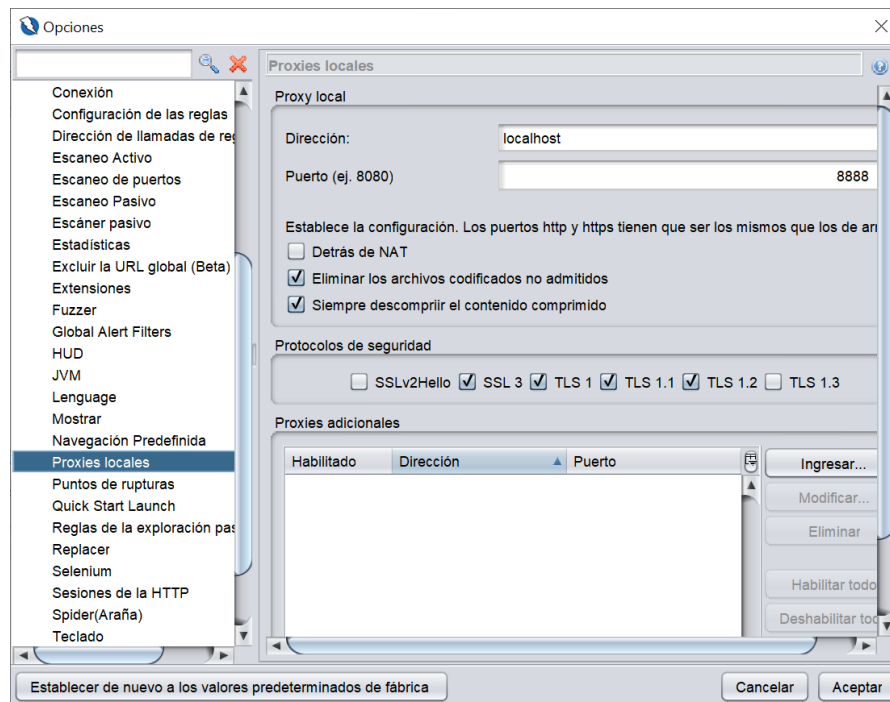 Opciones
Conexión
Configuración de las reglas
Dirección de llamadas de reg
Escaneo Activo
Escaneo de puertos
Escaneo Pasivo
Escáner pasivo
Estadísticas
Excluir la URL global (Beta)
Extensiones
Fuzzer
Global Alert Filters
HUD
JVM
Lenguage
Mostrar
Navegación Predefinida
Proxies locales
Puntos de rupturas
Quick Start Launch
Reglas de la exploración pas
Replacer
Selenium
Sesiones de la HTTP
Spider(Araña)
Teclado
Proxies locales
Proxy local
Dirección: localhost
Puerto (ej. 8080) 8888
Establece la configuración. Los puertos http y https tienen que ser los mismos que los de arr
Detrás de NAT
Eliminar los archivos codificados no admitidos
Siempre descompriir el contenido comprimido
Protocolos de seguridad
SSLv2Hello SSL 3 TLS 1 TLS 1.1 TLS 1.2 TLS 1.3
Proxies adicionales
Habilitado Dirección Puerto
Ingresar...
Modificar...
Eliminar
Habilitar todo
Deshabilitar tod
Establecer de nuevo a los valores predeterminados de fábrica
Cancelar
Aceptar